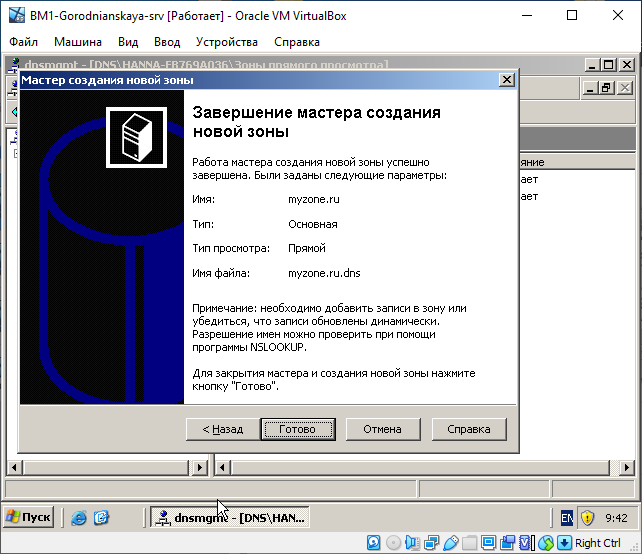 BM1-Gorodnianskaya-srv [Работает] - Oracle VM VirtualBox
Файл Машина Вид Ввод Устройства Справка
dnsmgmt - [DNS\HANNA-FB769A036\Зоны прямого просмотра]
Мастер создания новой зоны
Завершение мастера создания
новой зоны
яние
Работа мастера создания новой зоны успешно
завершена. Были заданы следующие параметры:
ает
ает
Имя: myzone.ru
Тип: Основная
Тип просмотра: Прямой
Имя файла: myzone.ru.dns
Примечание: необходимо добавить записи в зону или
убедиться, что записи обновлены динамически.
Разрешение имен можно проверить при помощи
программы NSLOOKUP.
Для закрытия мастера и создания новой зоны нажмите
кнопку "Готово".
< Назад Готово Отмена Справка
Пуск dnsmgmt - [DNS\HAN... EN 9:42
Right Ctrl